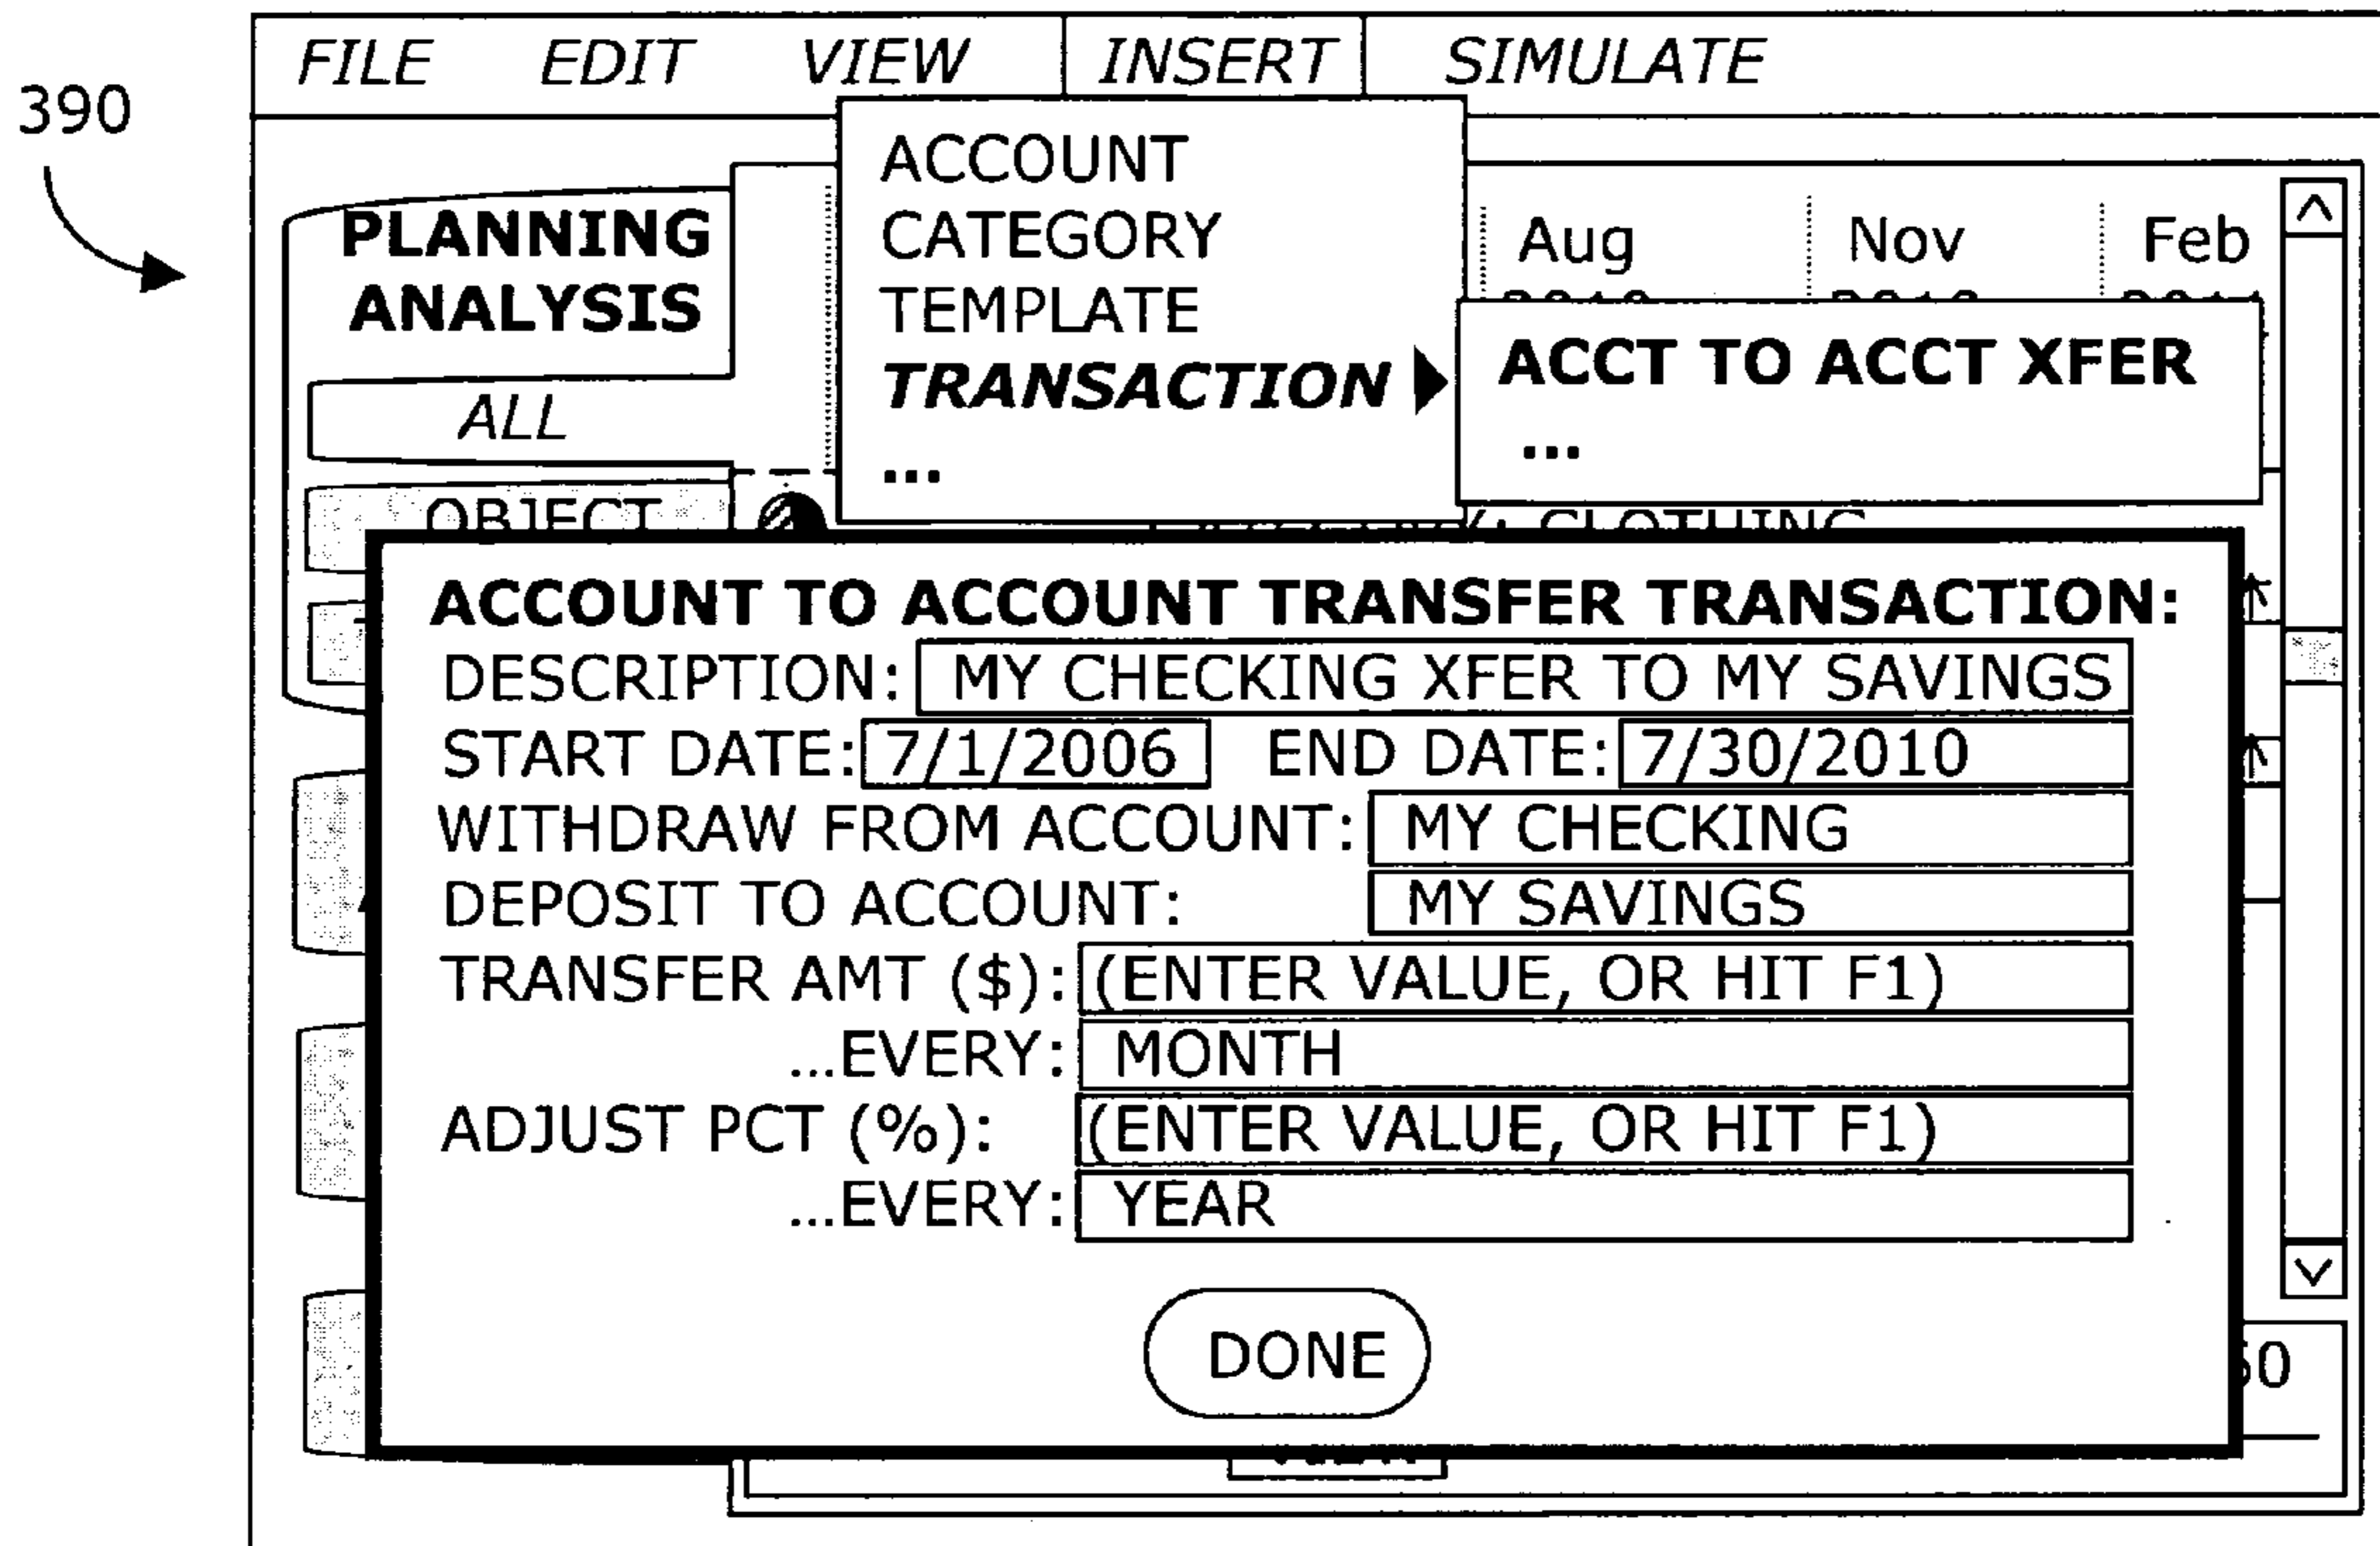 390
FILE EDIT VIEW INSERT SIMULATE
PLANNING
ANALYSIS
ALL
OBJECT
ACCOUNT
CATEGORY
TEMPLATE
TRANSACTION
...
Aug Nov Feb
ACCT TO ACCT XFER
...
CLOTHING
ACCOUNT TO ACCOUNT TRANSFER TRANSACTION:
DESCRIPTION: MY CHECKING XFER TO MY SAVINGS
START DATE: 7/1/2006 END DATE: 7/30/2010
WITHDRAW FROM ACCOUNT: MY CHECKING
DEPOSIT TO ACCOUNT: MY SAVINGS
TRANSFER AMT ($): (ENTER VALUE, OR HIT F1)
...EVERY: MONTH
ADJUST PCT (%): (ENTER VALUE, OR HIT F1)
...EVERY: YEAR
DONE